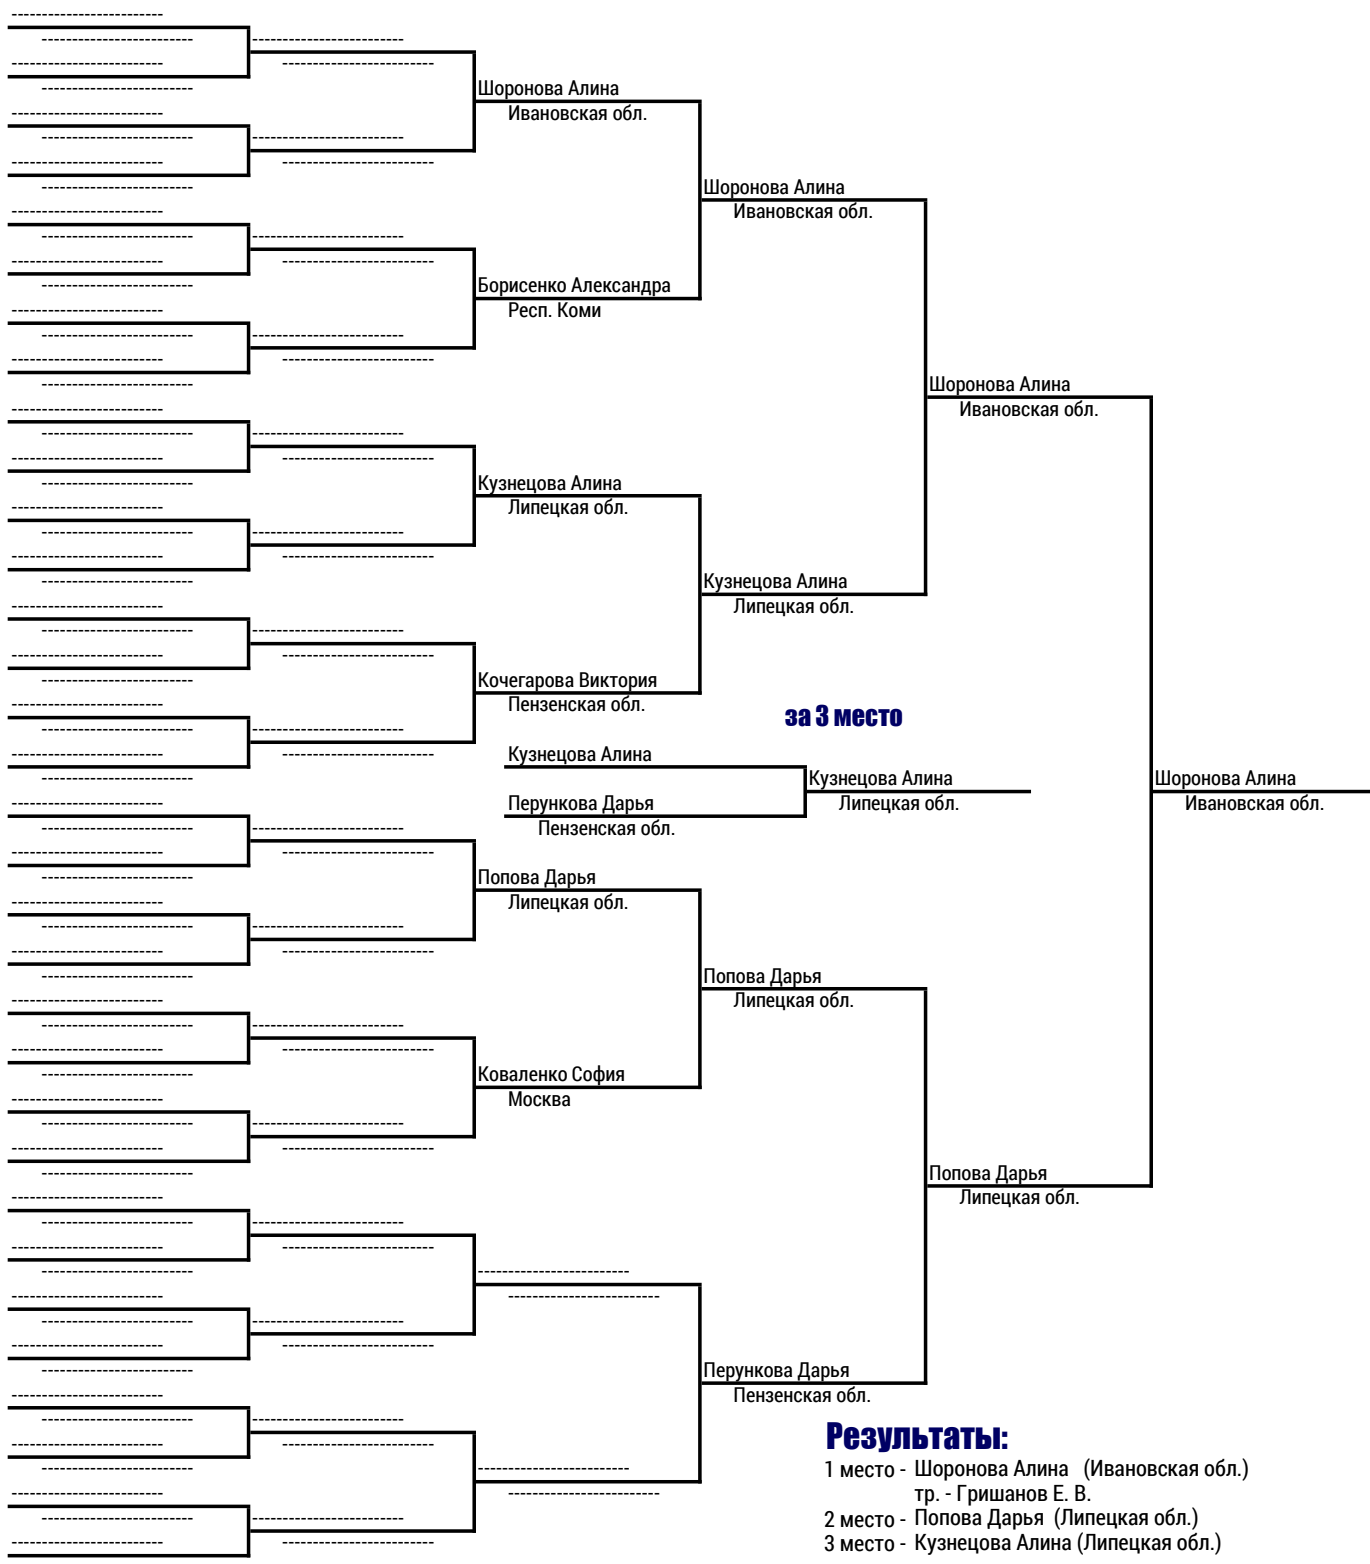 Шоронова Алина
Ивановская обл.
Шоронова Алина
Ивановская обл.
Борисенко Александра
Респ. Коми
Шоронова Алина
Ивановская обл.
Кузнецова Алина
Липецкая обл.
Кузнецова Алина
Липецкая обл.
Кочегарова Виктория
Пензенская обл.
за 3 место
Кузнецова Алина
Кузнецова Алина
Липецкая обл.
Перункова Дарья
Пензенская обл.
Шоронова Алина
Ивановская обл.
Попова Дарья
Липецкая обл.
Попова Дарья
Липецкая обл.
Коваленко София
Москва
Попова Дарья
Липецкая обл.
Перункова Дарья
Пензенская обл.
Результаты:
1 место - Шоронова Алина (Ивановская обл.)
тр. - Гришанов Е. В.
2 место - Попова Дарья (Липецкая обл.)
3 место - Кузнецова Алина (Липецкая обл.)